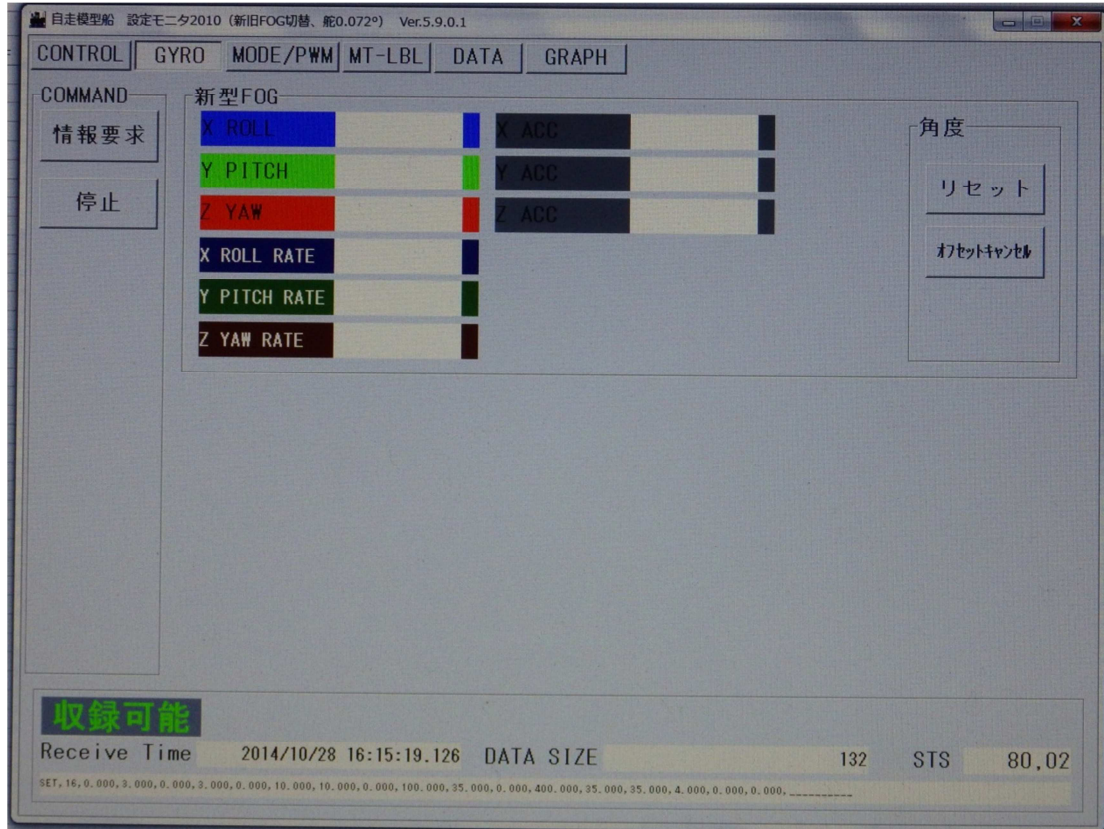 自走模型船 設定モニタ2010（新旧FOG切替、舵0.072°） Ver.5.9.0.1
CONTROL GYRO MODE/PWM MT-LBL DATA GRAPH
COMMAND
情報要求
停止
新型FOG
X ROLL
Y PITCH
Z YAW
X ROLL RATE
Y PITCH RATE
Z YAW RATE
X ACC
Y ACC
Z ACC
角度
リセット
ｵﾌｾｯﾄｷｬﾝｾﾙ
収録可能
Receive Time 2014/10/28 16:15:19.126 DATA SIZE 132 STS 80,02
SET,16,0.000,3.000,0.000,3.000,0.000,10.000,10.000,0.000,100.000,35.000,0.000,400.000,35.000,35.000,4.000,0.000,0.000,__________